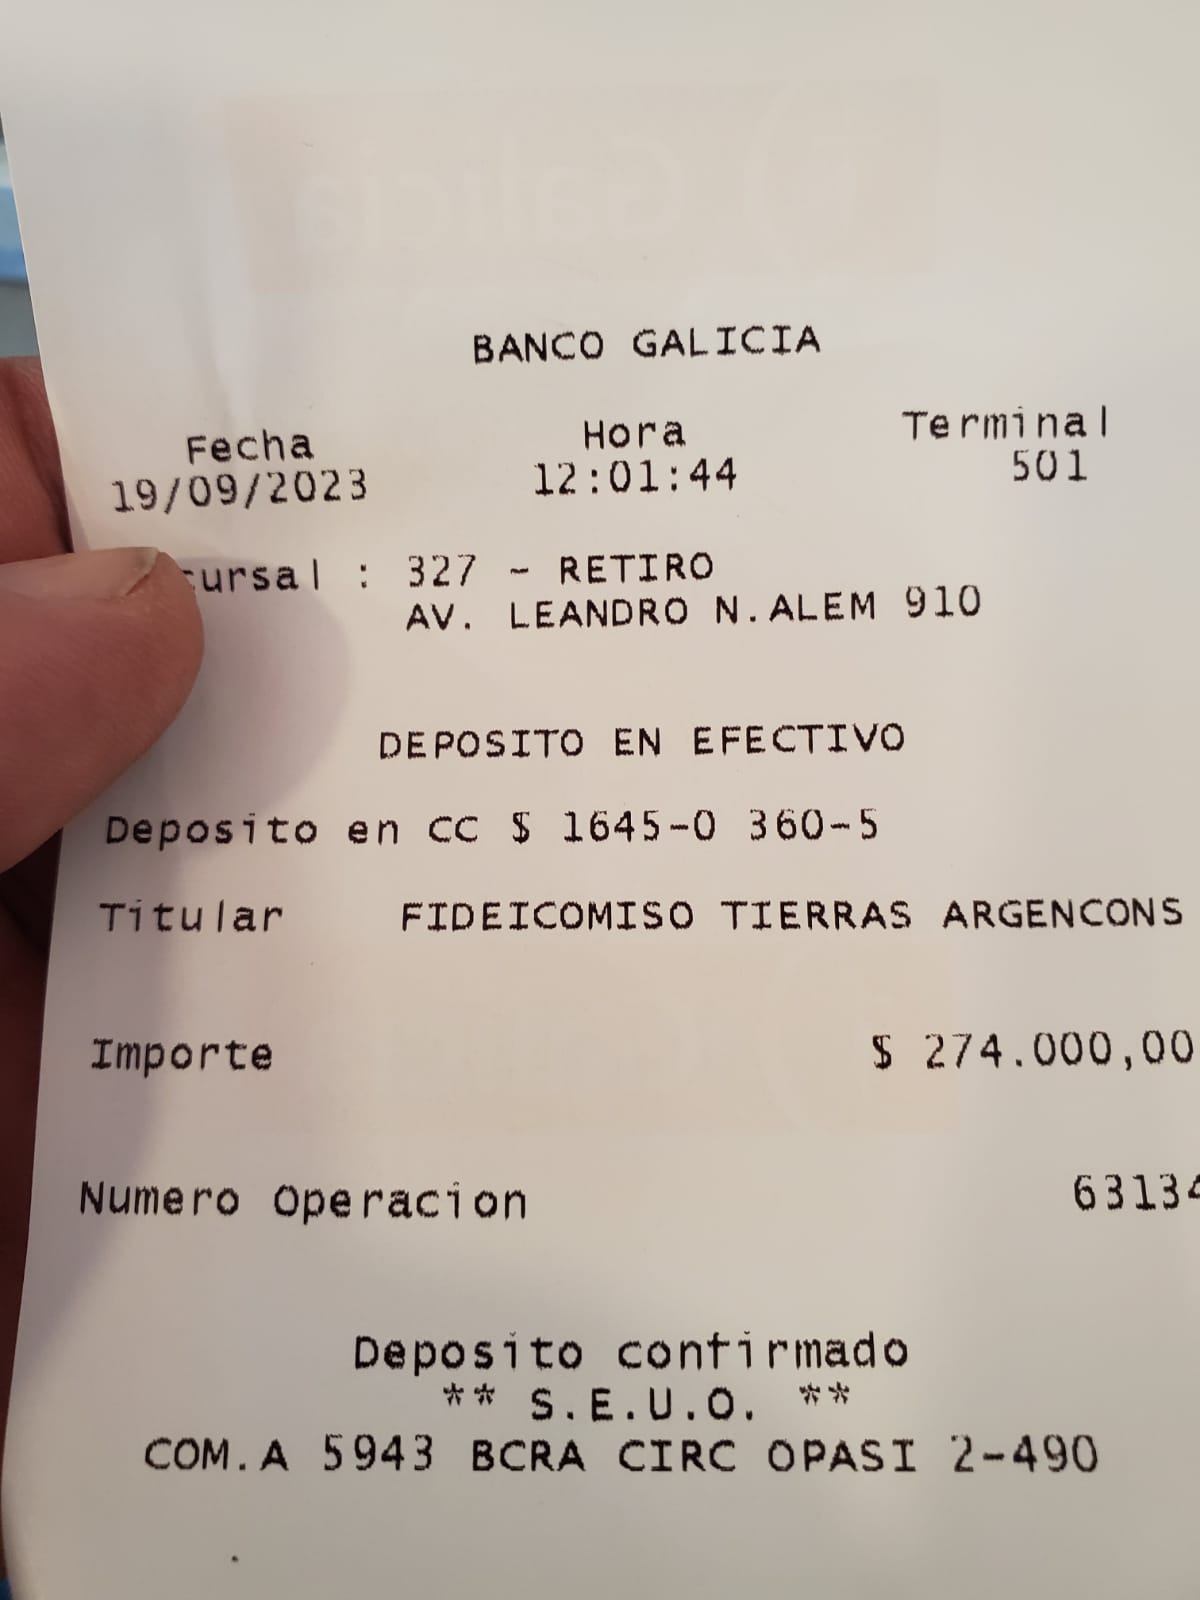 BANCO GALICIA
Fecha Hora Terminal
19/09/2023 12:01:44 501
cursal : 327 - RETIRO
AV. LEANDRO N.ALEM 910
DEPOSITO EN EFECTIVO
Deposito en CC $ 1645-0 360-5
Titular FIDEICOMISO TIERRAS ARGENCONS
Importe $ 274.000,00
Numero Operacion 63134
Deposito confirmado
** S.E.U.O. **
COM.A 5943 BCRA CIRC OPASI 2-490